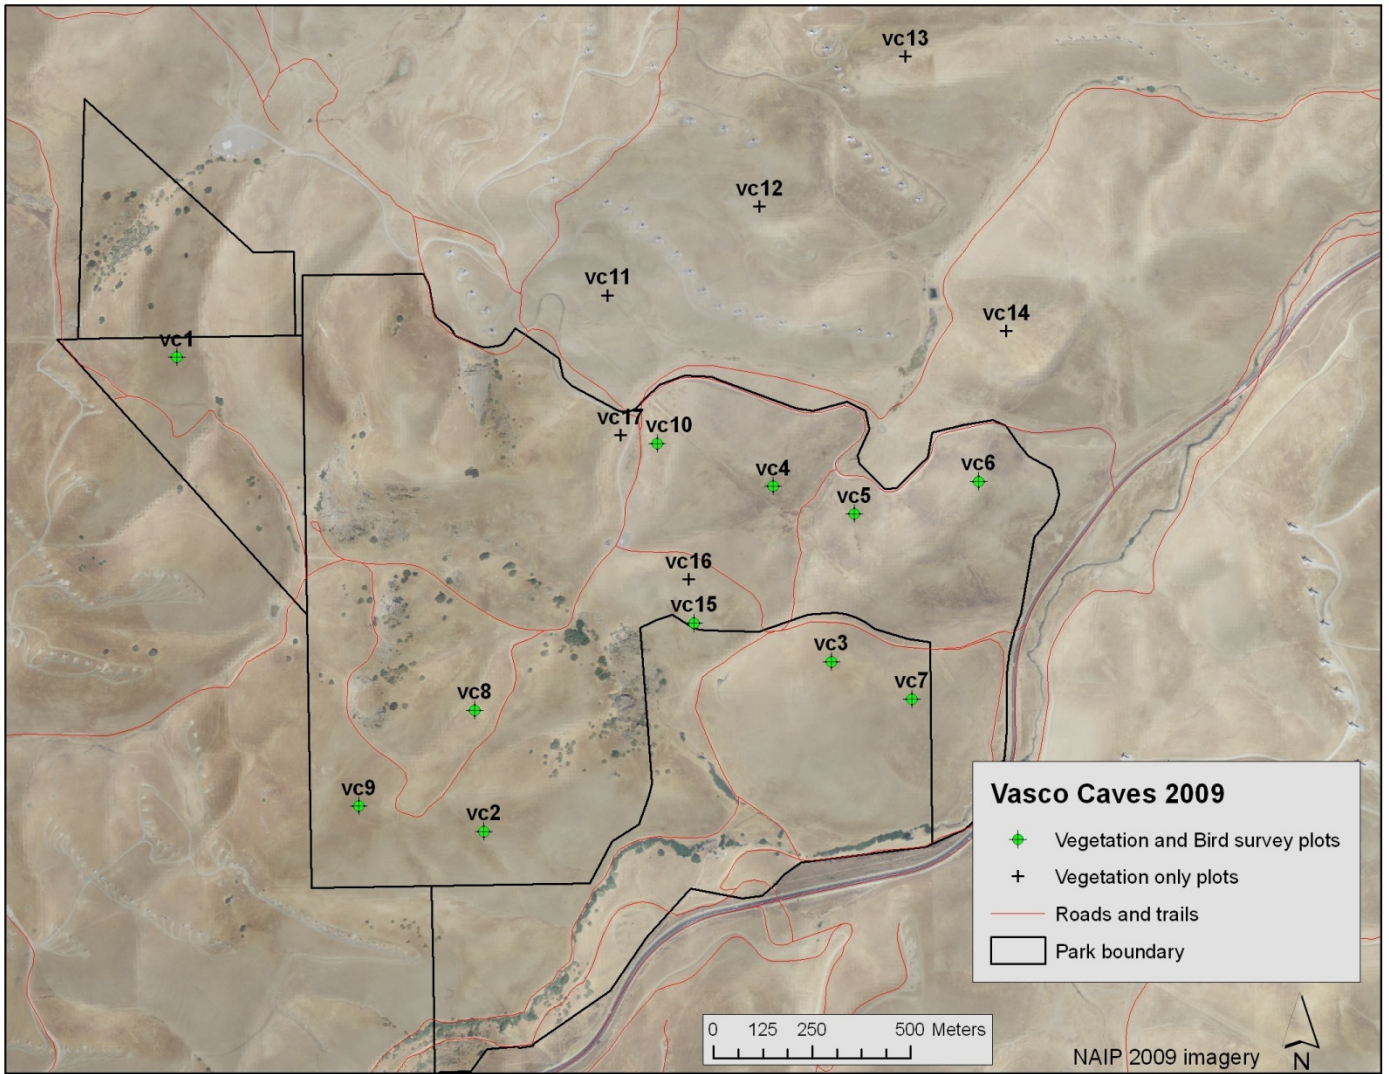 vc13
vc12
vc11
vc14
vc1
vc17
vc10
vc4
vc6
vc5
vc16
vc15
vc3
vc7
vc8
vc9
vc2
Vasco Caves 2009
Vegetation and Bird survey plots
Vegetation only plots
Roads and trails
Park boundary
0 125 250 500 Meters
NAIP 2009 imagery
N